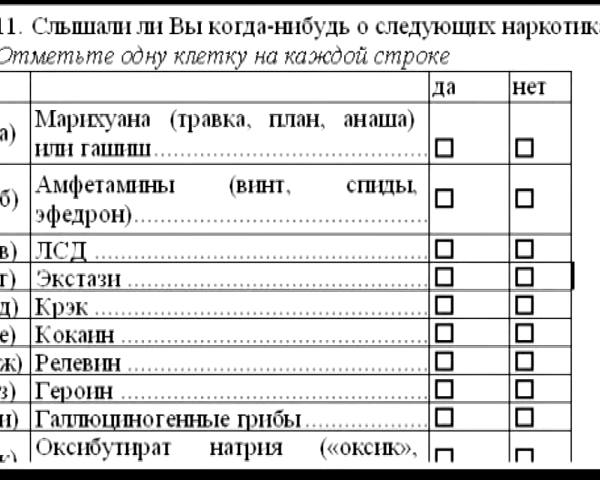 11. Слышали ли Вы когда-нибудь о следующих
Отметьте одну клетку на каждой строке
да нет
а) Марихуана (травка, план, анаша)
или гашиш
б) Амфетамины (винт, спиды,
эфедрон)
в) ЛСД
г) Экстази
д) Крэк
е) Кокаин
ж) Релевин
з) Героин
и) Галлюциногенные грибы
Оксибутират натрия («оксик»,